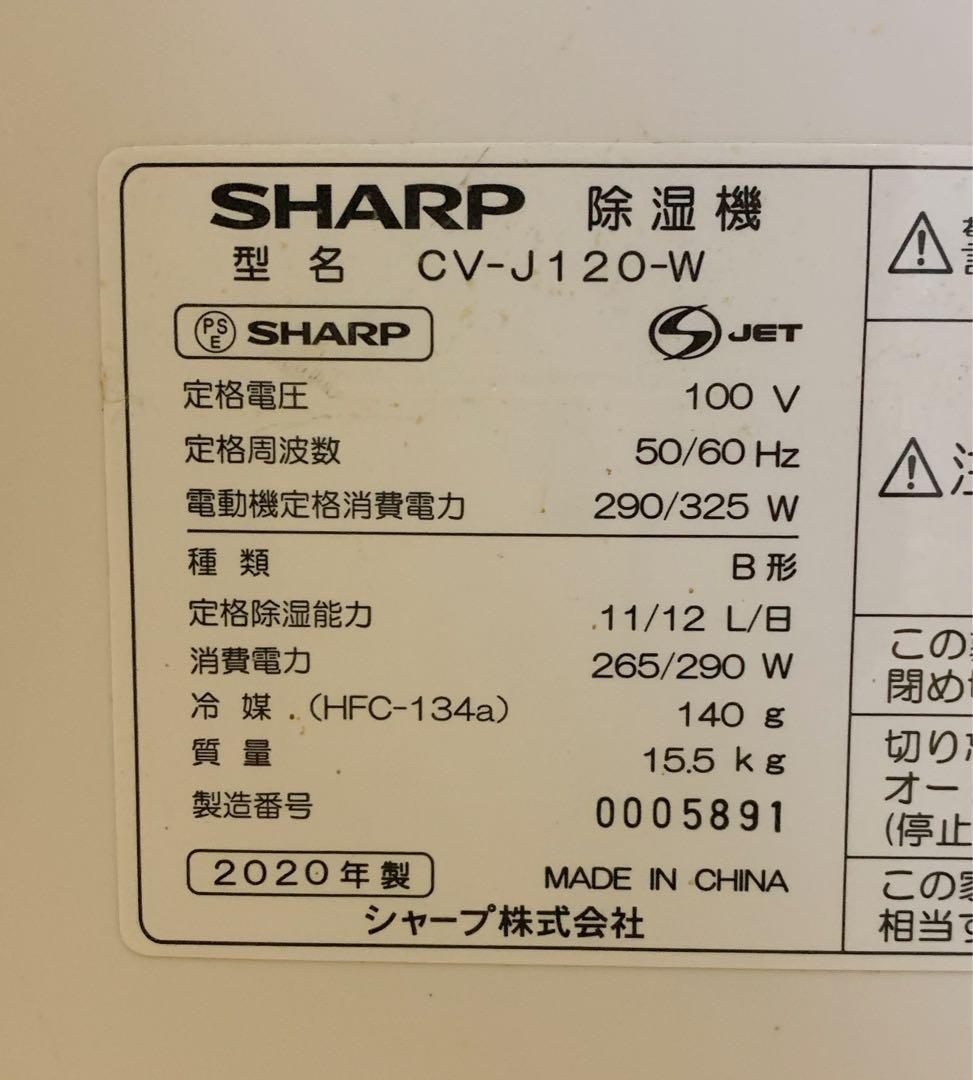 SHARP 除湿機
型名 CV-J120-W
PSE SHARP
JET
定格電圧 100 V
定格周波数 50/60 Hz
電動機定格消費電力 290/325 W
種類 B形
定格除湿能力 11/12 L/日
消費電力 265/290 W
冷媒 (HFC-134a) 140 g
質量 15.5 kg
製造番号 0005891
2020年製 MADE IN CHINA
シャープ株式会社
この
閉め
切り
オー
(停止
この家
相当す